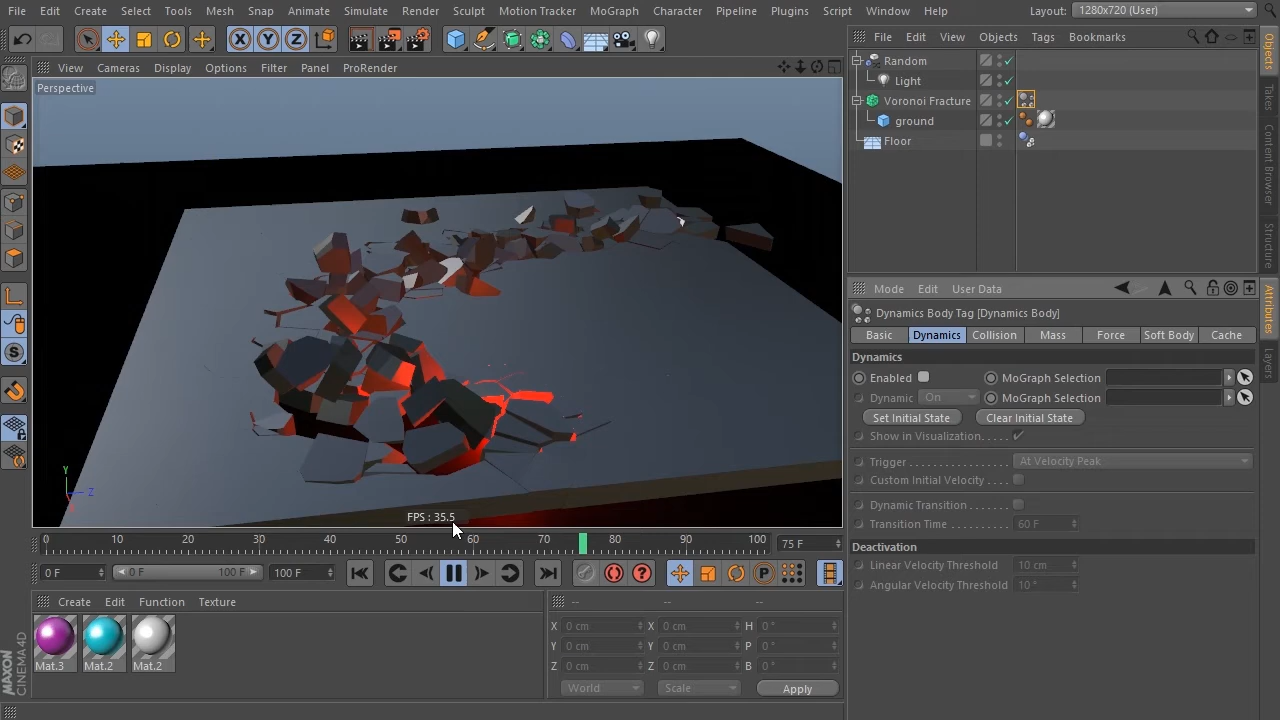 File Edit Create Select Tools Mesh Snap Animate Simulate Render Sculpt Motion Tracker MoGraph Character Pipeline Plugins Script Window Help Layout: 1280x720 (User)
X Y Z
File Edit View Objects Tags Bookmarks
View Cameras Display Options Filter Panel ProRender
Perspective
Random
Light
Voronoi Fracture
ground
Floor
Objects
Takes
Content Browser
Structure
Mode Edit User Data
Dynamics Body Tag [Dynamics Body]
Basic Dynamics Collision Mass Force Soft Body Cache
Dynamics
Enabled MoGraph Selection
Dynamic On MoGraph Selection
Set Initial State Clear Initial State
Show in Visualization. . . . . ✓
Trigger . . . . . . . . . . . . . . . . At Velocity Peak
Custom Initial Velocity
Dynamic Transition . . . . . . .
Transition Time . . . . . . . . . 60 F
Deactivation
Linear Velocity Threshold 10 cm
Angular Velocity Threshold 10 °
Attributes
Layers
Y
Z
FPS : 35.5
0 10 20 30 40 50 60 70 80 90 100 75 F
0 F 0 F 100 F 100 F
P
Create Edit Function Texture
Mat.3 Mat.2 Mat.2
-- -- --
X 0 cm X 0 cm H 0 °
Y 0 cm Y 0 cm P 0 °
Z 0 cm Z 0 cm B 0 °
World Scale Apply
MAXON
CINEMA 4D